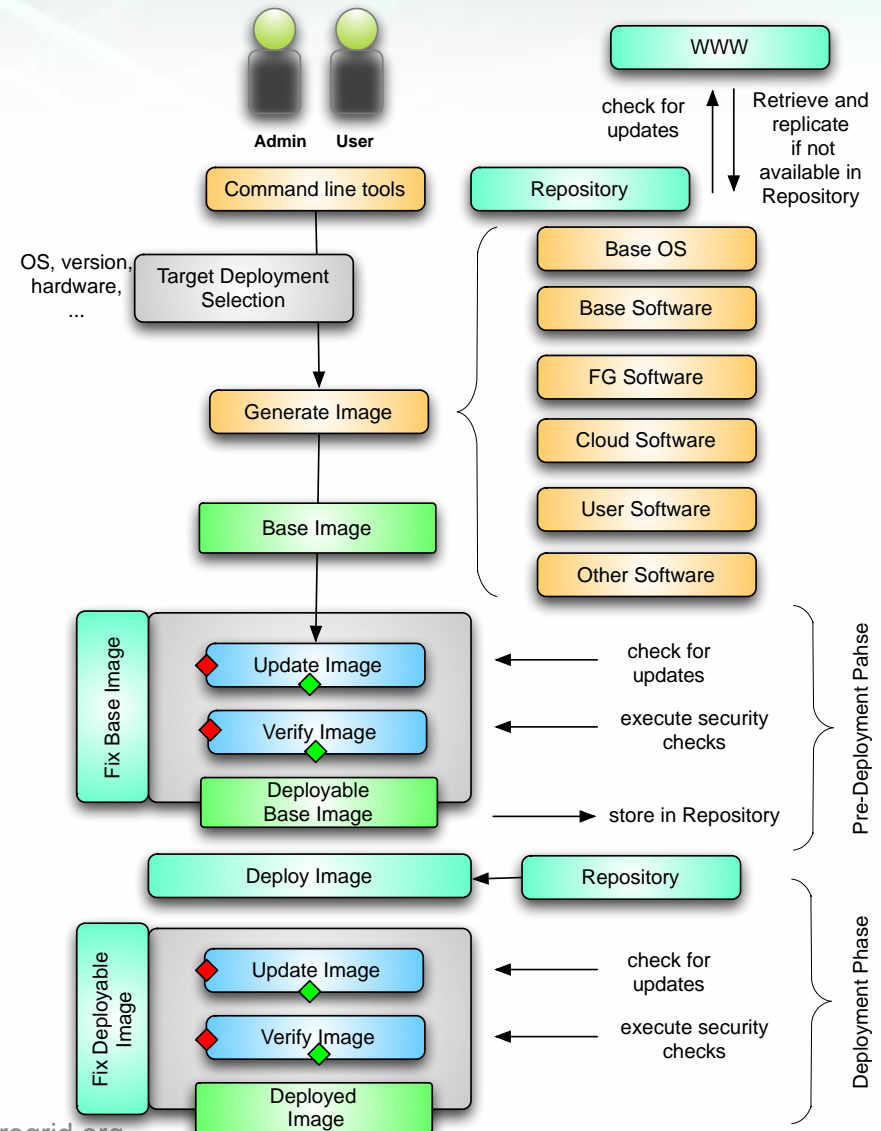 Admin
User
WWW
check for
updates
Retrieve and
replicate
if not
available in
Repository
Command line tools
Repository
OS, version,
hardware,
...
Target Deployment
Selection
Base OS
Base Software
FG Software
Cloud Software
User Software
Other Software
Generate Image
Base Image
Fix Base Image
Update Image
Verify Image
Deployable
Base Image
check for
updates
execute security
checks
store in Repository
Pre-Deployment Pahse
Deploy Image
Repository
Fix Deployable
Image
Update Image
Verify Image
Deployed
Image
check for
updates
execute security
checks
Deployment Phase